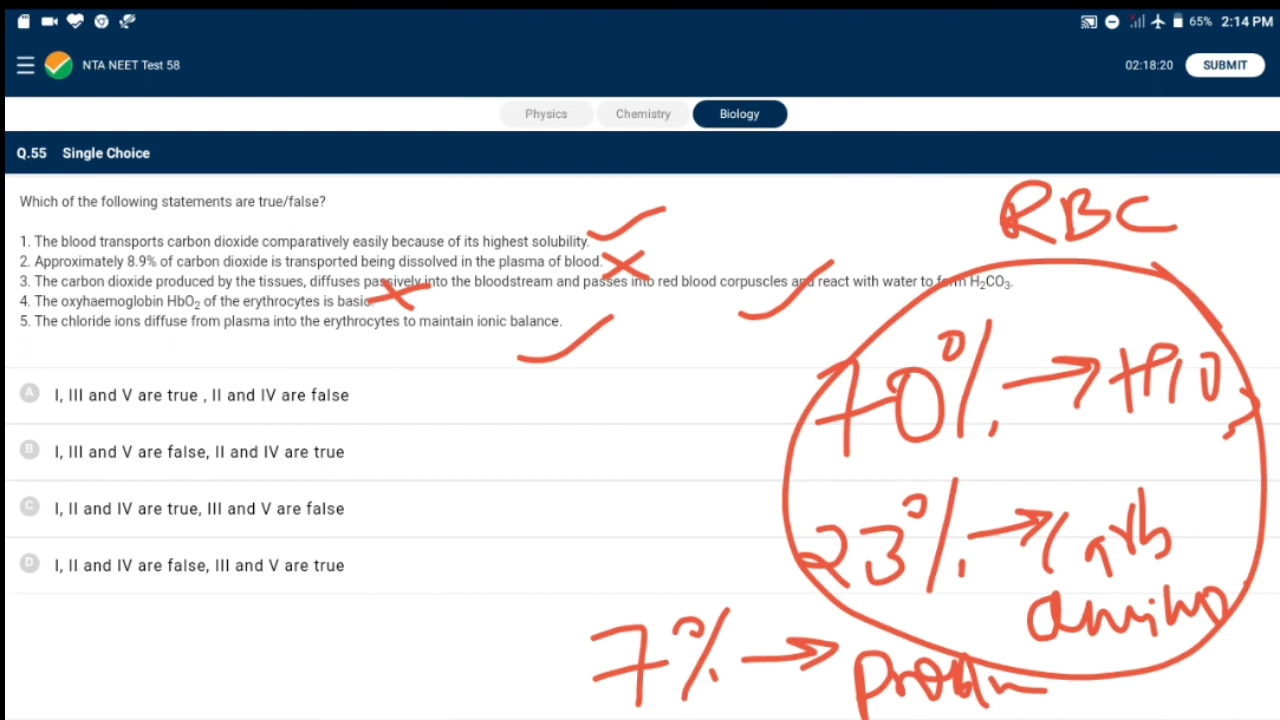 65% 2:14 PM
NTA NEET Test 58
02:18:20 SUBMIT
Physics Chemistry Biology
Q.55 Single Choice
Which of the following statements are true/false?
1. The blood transports carbon dioxide comparatively easily because of its highest solubility.
2. Approximately 8.9% of carbon dioxide is transported being dissolved in the plasma of blood.
3. The carbon dioxide produced by the tissues, diffuses passively into the bloodstream and passes into red blood corpuscles and react with water to form H₂CO₃.
4. The oxyhaemoglobin HbO₂ of the erythrocytes is basic.
5. The chloride ions diffuse from plasma into the erythrocytes to maintain ionic balance.
A I, III and V are true , II and IV are false
B I, III and V are false, II and IV are true
C I, II and IV are true, III and V are false
D I, II and IV are false, III and V are true
RBC
70% →
23% → Carb
amino
7% →